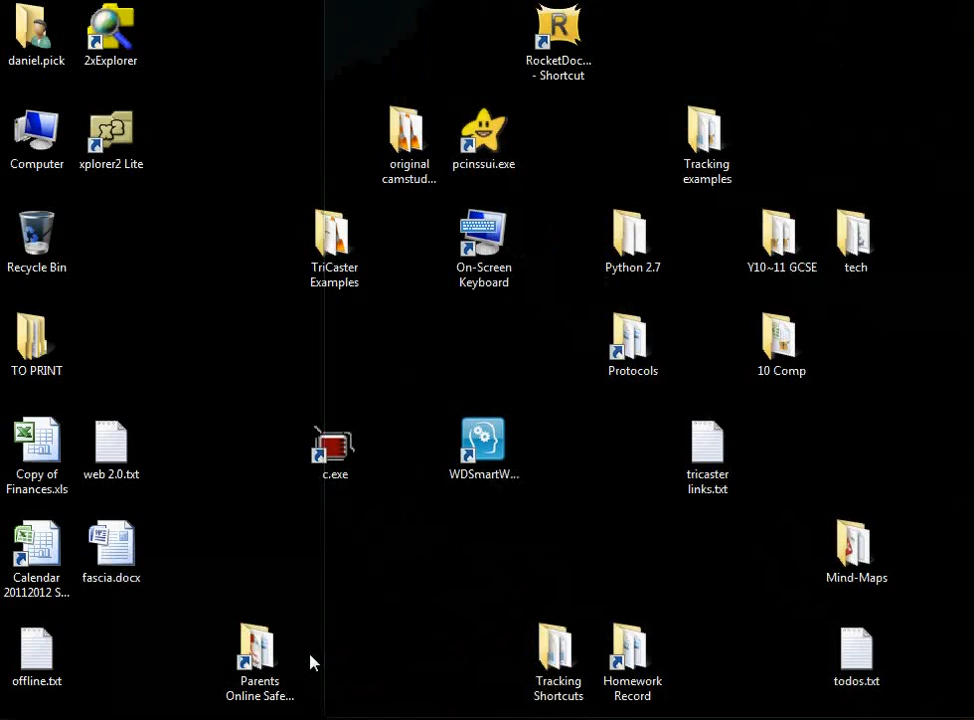 daniel.pick
2xExplorer
RocketDoc...
- Shortcut
Computer
xplorer2 Lite
original
camstud...
pcinssui.exe
Tracking
examples
Recycle Bin
TriCaster
Examples
On-Screen
Keyboard
Python 2.7
Y10~11 GCSE
tech
TO PRINT
Protocols
10 Comp
Copy of
Finances.xls
web 2.0.txt
c.exe
WDSmartW...
tricaster
links.txt
Calendar
20112012 S...
fascia.docx
Mind-Maps
offline.txt
Parents
Online Safe...
Tracking
Shortcuts
Homework
Record
todos.txt